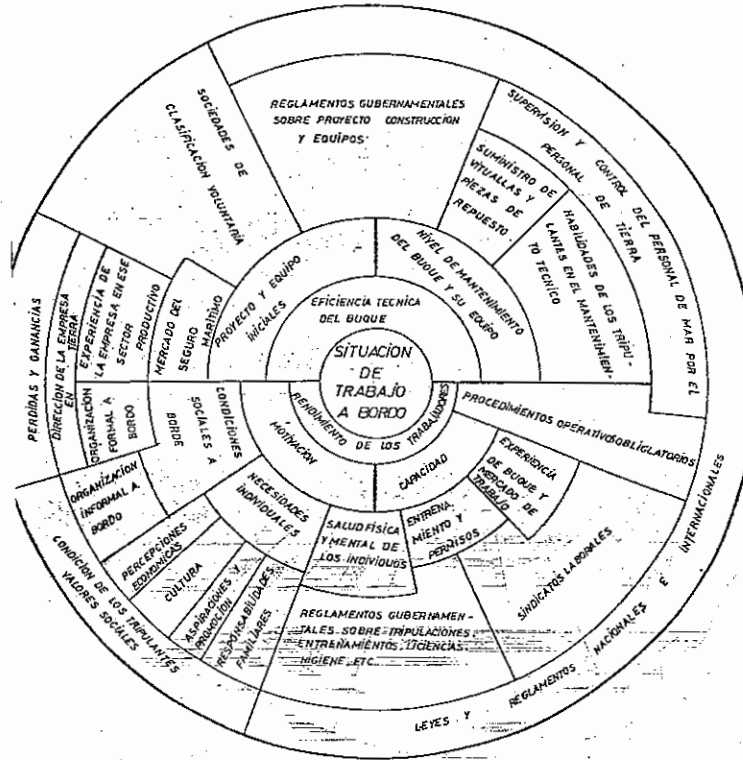 SOCIEDADES DE
CLASIFICACION VOLUNTARIA
REGLAMENTOS GUBERNAMENTALES
SOBRE PROYECTO CONSTRUCCION
Y EQUIPOS
SUPERVISION Y CONTROL DEL PERSONAL DE MAR POR EL
PERSONAL DE TIERRA
SUMINISTRO DE
VITUALLAS Y
PIEZAS DE
REPUESTO
HABILIDADES DE LOS TRIPU-
LANTES EN EL MANTENIMIEN-
TO TECNICO
PERDIDAS Y GANANCIAS
DIRECCION DE LA EMPRESA
EN TIERRA
EXPERIENCIA DE
LA EMPRESA EN ESE
SECTOR
PRODUCTIVO
MERCADO DEL
SEGURO
MARITIMO
PROYECTO Y EQUIPO
INICIALES
NIVEL DE MANTENIMIENTO
DEL BUQUE Y SU EQUIPO
EFICIENCIA TECNICA
DEL BUQUE
SITUACION
DE
TRABAJO
A BORDO
RENDIMIENTO DE LOS TRABAJADORES
PROCEDIMIENTOS OPERATIVOSOBLIGLATORIOS
ORGANIZACION
FORMAL A
BORDO
CONDICIONES
SOCIALES A
BORDE
MOTIVACION
CAPACIDAD
EXPERIENCIA
DE BUQUE Y
MERCADO DE
TRABAJO
ORGANIZACION
INFORMAL A
BORDO
NECESIDADES
INDIVIDUALES
SALUD FÍSICA
Y MENTAL DE
LOS INDIVIDUOS
ENTRENA-
MIENTO Y
PERMISOS
SINDICATOS LABORALES
PERCEPCIONES
ECONOMICAS
CULTURA
ASPIRACIONES Y
PROMOCION
RESPONSABILIDADES
FAMILIARES
CONDICION DE LOS TRIPULANTES
VALORES SOCIALES
REGLAMENTOS GUBERNAMEN-
TALES SOBRE TRIPULACIONES,
ENTREÑAMIENTOS, LICENCIAS,
HIGIENE, ETC.
LEYES Y REGLAMENTOS NACIONALES E INTERNACIONALES